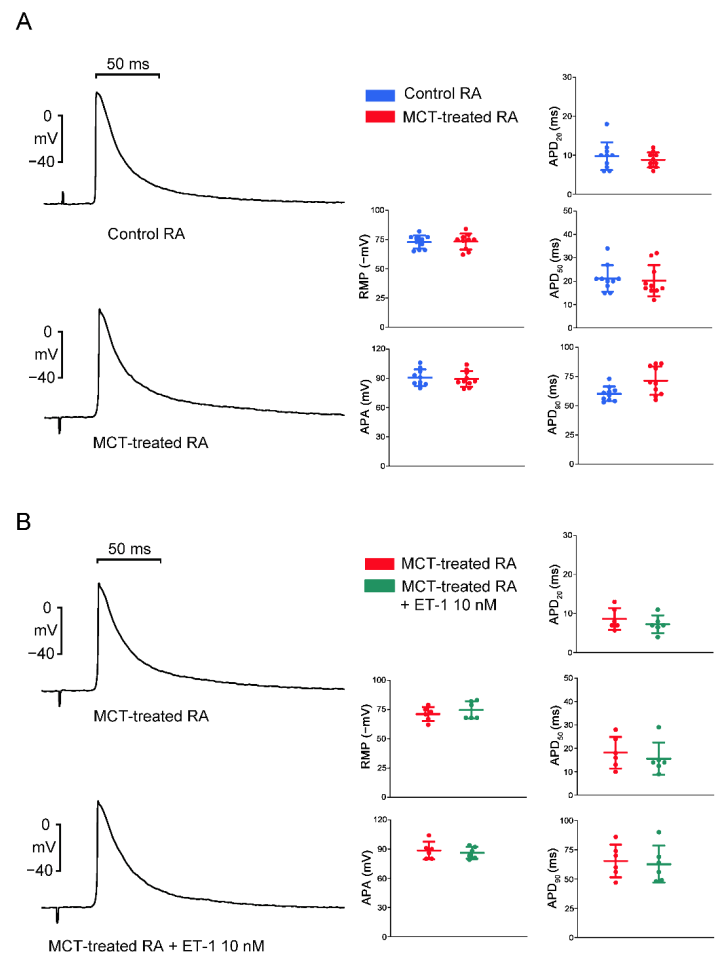 A
50 ms
0
mV
−40
Control RA
0
mV
−40
MCT-treated RA
Control RA
MCT-treated RA
RMP (−mV)
75
50
25
0
APA (mV)
120
90
60
30
0
APD20 (ms)
30
20
10
0
APD50 (ms)
50
40
30
20
10
0
APD90 (ms)
100
75
50
25
0
B
50 ms
0
mV
−40
MCT-treated RA
0
mV
−40
MCT-treated RA + ET-1 10 nM
MCT-treated RA
MCT-treated RA
+ ET-1 10 nM
RMP (−mV)
100
75
50
25
0
APA (mV)
120
90
60
30
0
APD20 (ms)
30
20
10
0
APD50 (ms)
50
40
30
20
10
0
APD90 (ms)
100
75
50
25
0